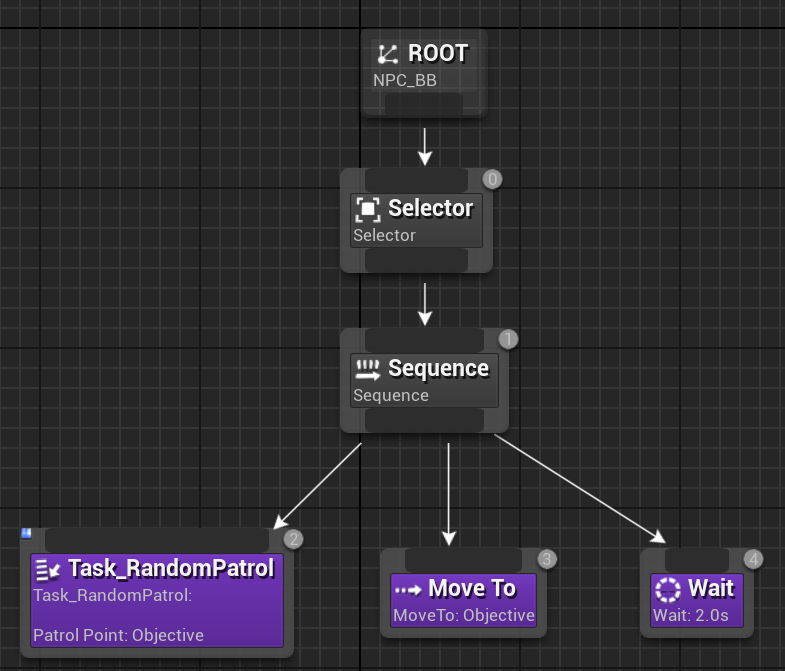 ROOT
NPC_BB
0
Selector
Selector
1
Sequence
Sequence
2
Task_RandomPatrol
Task_RandomPatrol:
Patrol Point: Objective
3
Move To
MoveTo: Objective
4
Wait
Wait: 2.0s